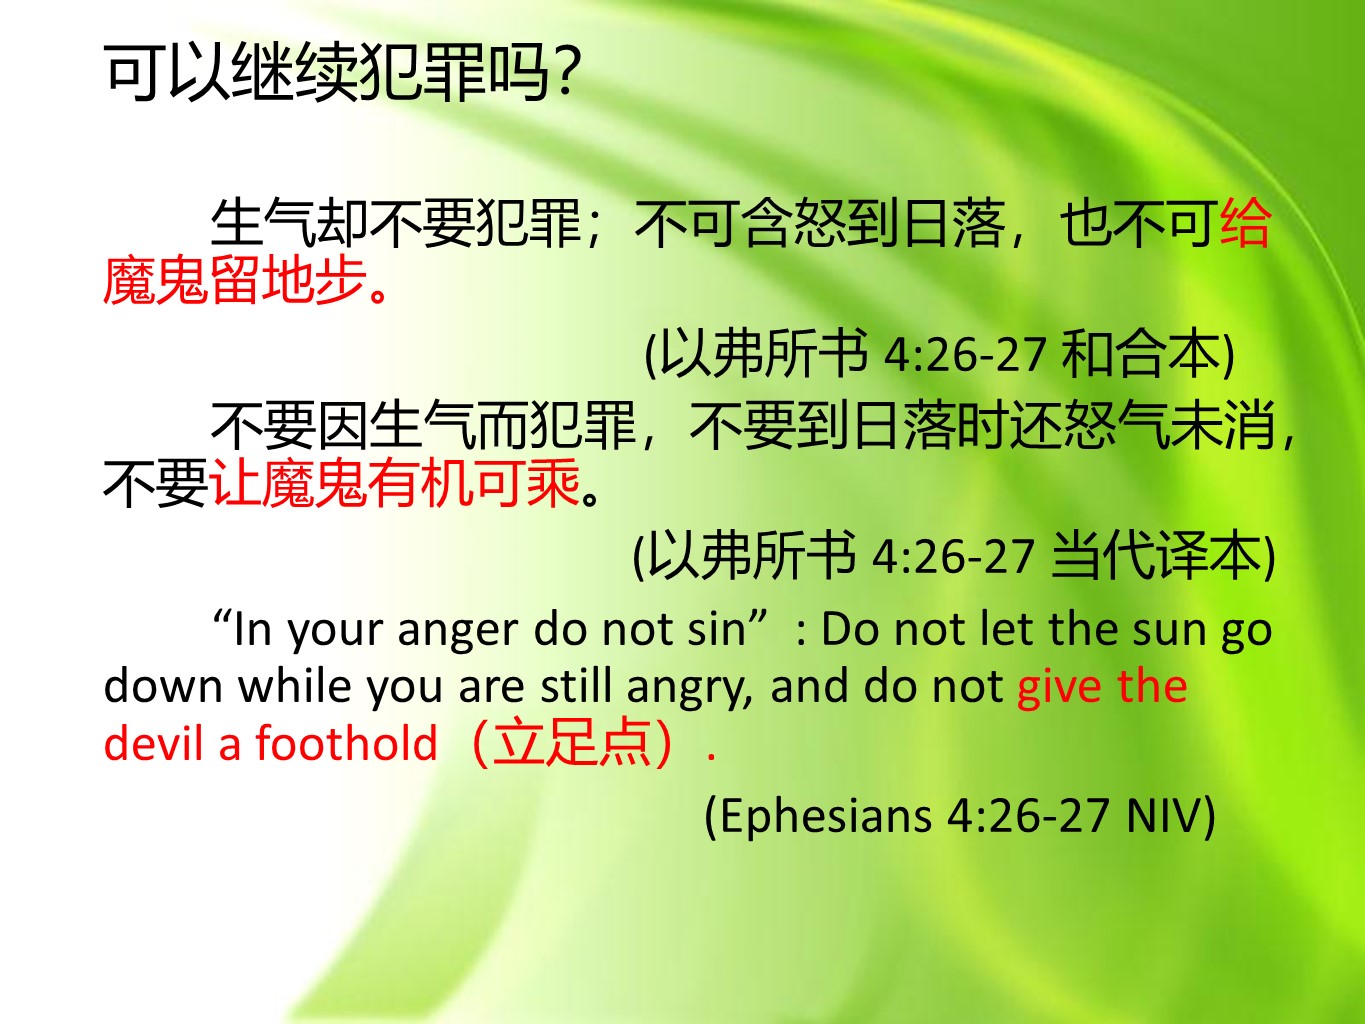 可以继续犯罪吗？
生气却不要犯罪；不可含怒到日落，也不可给
魔鬼留地步。
(以弗所书 4:26-27 和合本)
不要因生气而犯罪，不要到日落时还怒气未消，
不要让魔鬼有机可乘。
(以弗所书 4:26-27 当代译本)
“In your anger do not sin” : Do not let the sun go
down while you are still angry, and do not give the
devil a foothold（立足点）.
(Ephesians 4:26-27 NIV)